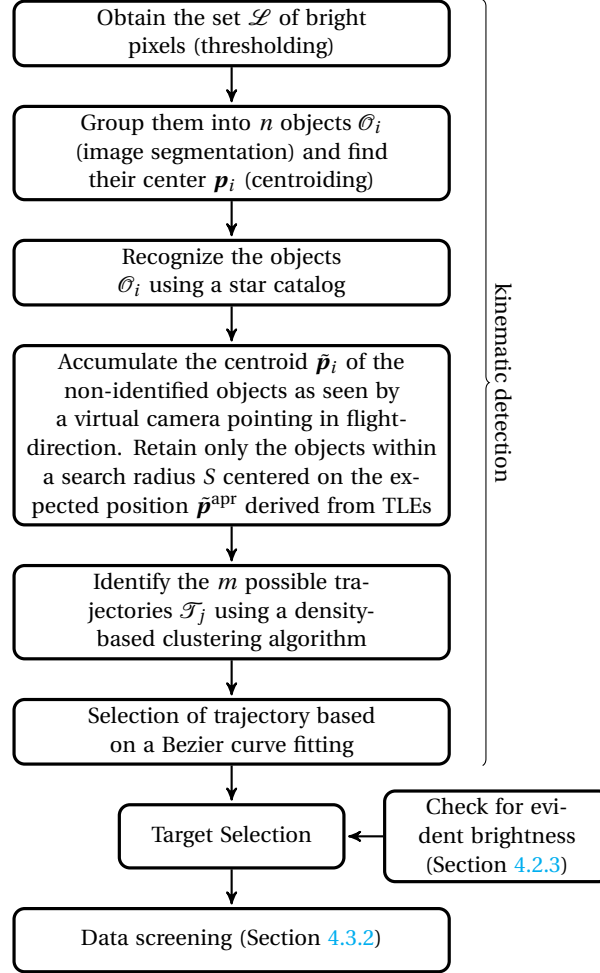 Obtain the set ℒ of bright
pixels (thresholding)
Group them into n objects 𝒪ᵢ
(image segmentation) and find
their center 𝒑ᵢ (centroiding)
Recognize the objects
𝒪ᵢ using a star catalog
Accumulate the centroid 𝒑̃ᵢ of the
non-identified objects as seen by
a virtual camera pointing in flight-
direction. Retain only the objects within
a search radius S centered on the ex-
pected position 𝒑̃ᵃᵖʳ derived from TLEs
Identify the m possible tra-
jectories 𝒯ⱼ using a density-
based clustering algorithm
Selection of trajectory based
on a Bezier curve fitting
kinematic detection
Target Selection
Check for evi-
dent brightness
(Section 4.2.3)
Data screening (Section 4.3.2)